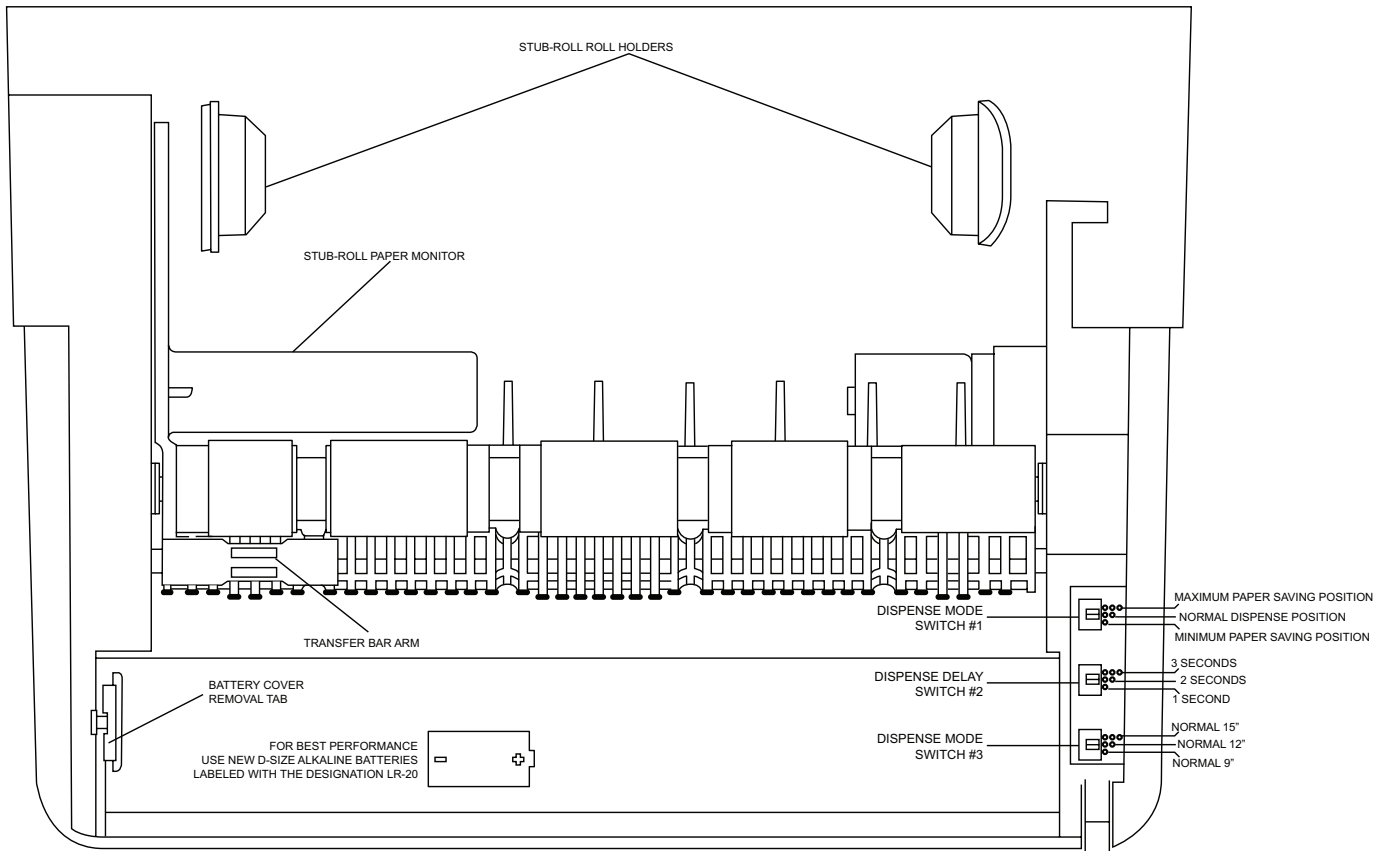 STUB-ROLL ROLL HOLDERS
STUB-ROLL PAPER MONITOR
TRANSFER BAR ARM
DISPENSE MODE
SWITCH #1
MAXIMUM PAPER SAVING POSITION
NORMAL DISPENSE POSITION
MINIMUM PAPER SAVING POSITION
BATTERY COVER
REMOVAL TAB
DISPENSE DELAY
SWITCH #2
3 SECONDS
2 SECONDS
1 SECOND
FOR BEST PERFORMANCE
USE NEW D-SIZE ALKALINE BATTERIES
LABELED WITH THE DESIGNATION LR-20
DISPENSE MODE
SWITCH #3
NORMAL 15"
NORMAL 12"
NORMAL 9"